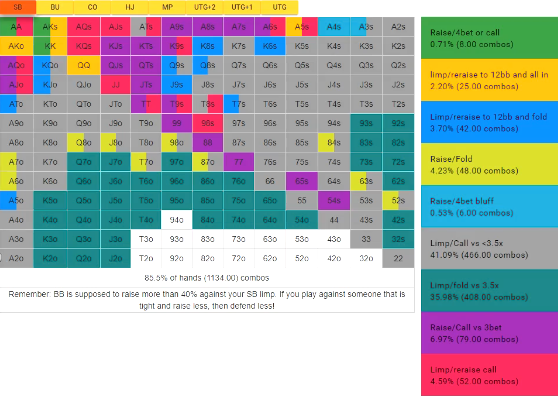 SB BU CO HJ MP UTG+2 UTG+1 UTG
AA AKs AQs AJs ATs A9s A8s A7s A6s A5s A4s A3s A2s
AKo KK KQs KJs KTs K9s K8s K7s K6s K5s K4s K3s K2s
AQo KQo QQ QJs QTs Q9s Q8s Q7s Q6s Q5s Q4s Q3s Q2s
AJo KJo QJo JJ JTs J9s J8s J7s J6s J5s J4s J3s J2s
ATo KTo QTo JTo TT T9s T8s T7s T6s T5s T4s T3s T2s
A9o K9o Q9o J9o T9o 99 98s 97s 96s 95s 94s 93s 92s
A8o K8o Q8o J8o T8o 98o 88 87s 86s 85s 84s 83s 82s
A7o K7o Q7o J7o T7o 97o 87o 77 76s 75s 74s 73s 72s
A6o K6o Q6o J6o T6o 96o 86o 76o 66 65s 64s 63s 62s
A5o K5o Q5o J5o T5o 95o 85o 75o 65o 55 54s 53s 52s
A4o K4o Q4o J4o T4o 94o 84o 74o 64o 54o 44 43s 42s
A3o K3o Q3o J3o T3o 93o 83o 73o 63o 53o 43o 33 32s
A2o K2o Q2o J2o T2o 92o 82o 72o 62o 52o 42o 32o 22
85.5% of hands (1134.00) combos
Remember: BB is supposed to raise more than 40% against your SB limp. If you play against someone that is
tight and raise less, then defend less!
Raise/4bet or call
0.71% (8.00 combos)
limp/reraise to 12bb and all in
2.20% (25.00 combos)
Limp/reraise to 12bb and fold
3.70% (42.00 combos)
Raise/Fold
4.23% (48.00 combos)
Raise/4bet bluff
0.53% (6.00 combos)
Limp/Call vs <3.5x
41.09% (466.00 combos)
Limp/fold vs 3.5x
35.98% (408.00 combos)
Raise/Call vs 3bet
6.97% (79.00 combos)
Limp/reraise call
4.59% (52.00 combos)